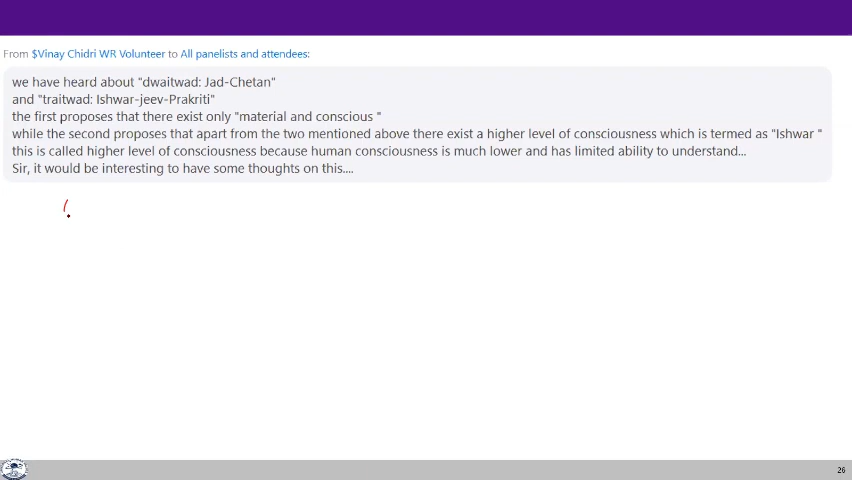 From $Vinay Chidri WR Volunteer to All panelists and attendees:
we have heard about "dwaitwad: Jad-Chetan"
and "traitwad: Ishwar-jeev-Prakriti"
the first proposes that there exist only "material and conscious "
while the second proposes that apart from the two mentioned above there exist a higher level of consciousness which is termed as "Ishwar "
this is called higher level of consciousness because human consciousness is much lower and has limited ability to understand...
Sir, it would be interesting to have some thoughts on this....
26